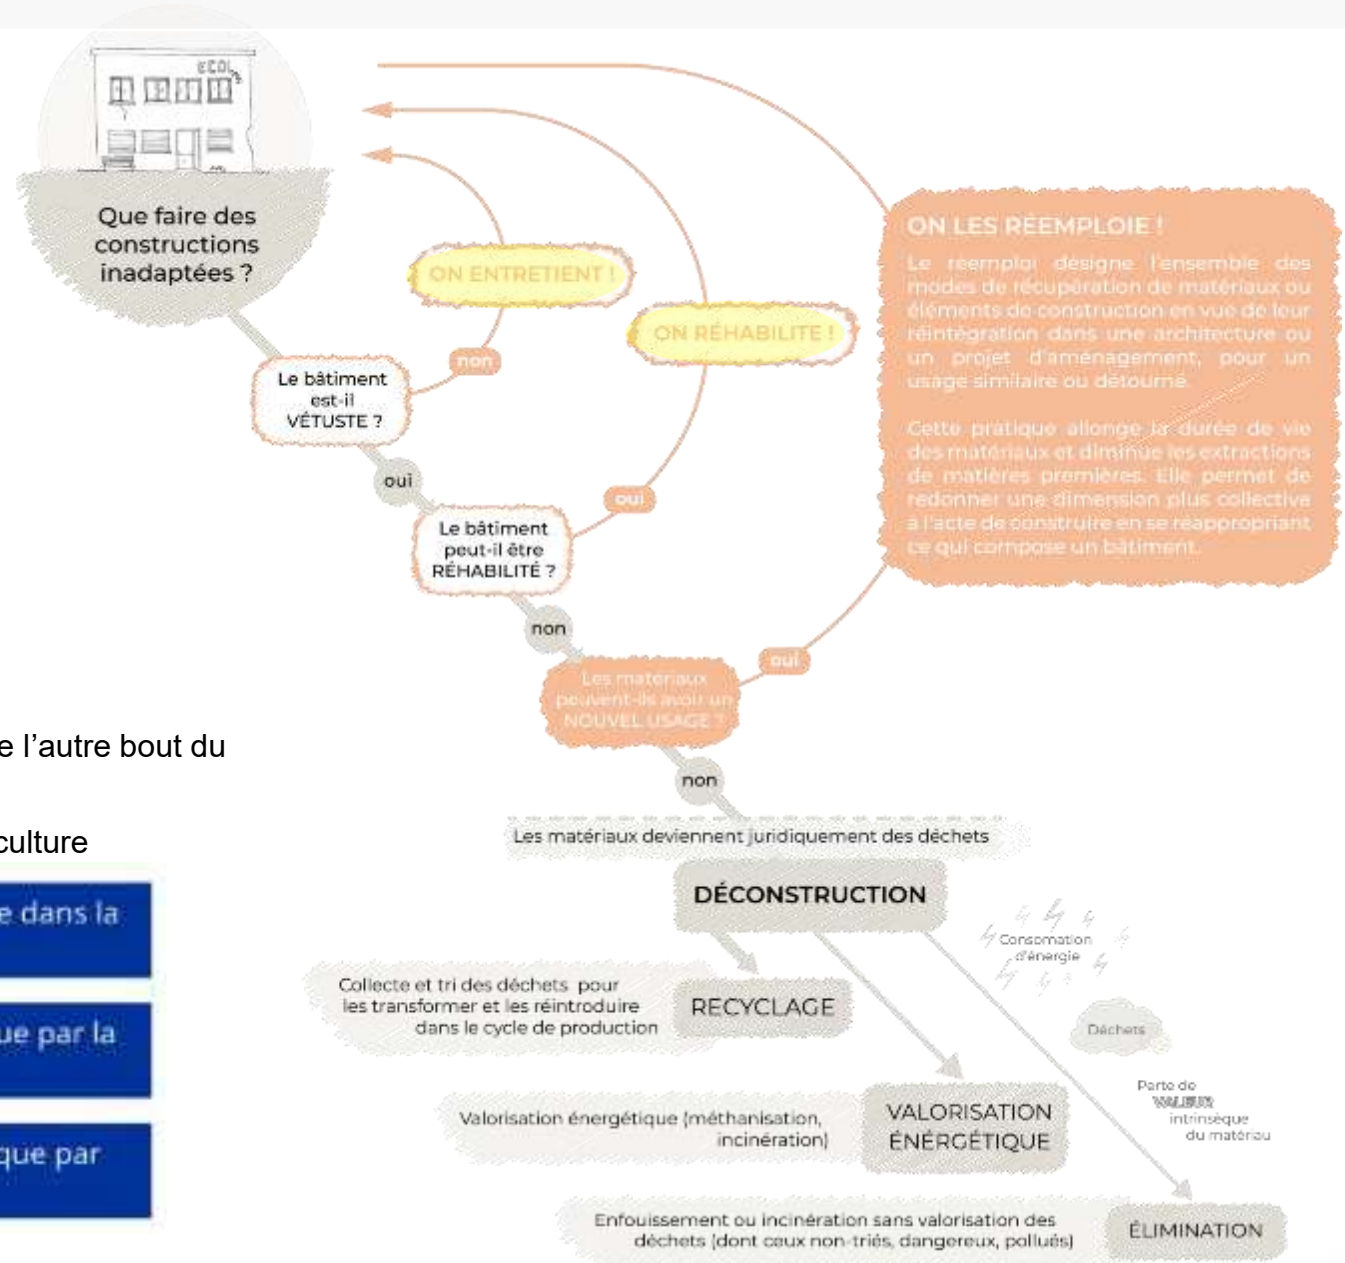 ECOL
Que faire des
constructions
inadaptées ?
ON ENTRETIENT !
non
Le bâtiment
est-il
VÉTUSTE ?
oui
ON RÉHABILITE !
oui
Le bâtiment
peut-il être
RÉHABILITÉ ?
non
ON LES RÉEMPLOIE !
Le réemploi désigne l'ensemble des
modes de récupération de matériaux ou
éléments de construction en vue de leur
réintégration dans une architecture ou
un projet d'aménagement, pour un
usage similaire ou détourné.
Cette pratique allonge la durée de vie
des matériaux et diminue les extractions
de matières premières. Elle permet de
redonner une dimension plus collective
à l'acte de construire en se réappropriant
ce qui compose un bâtiment.
oui
Les matériaux
peuvent-ils avoir un
NOUVEL USAGE ?
non
e l'autre bout du
culture
e dans la
ue par la
que par
Les matériaux deviennent juridiquement des déchets
DÉCONSTRUCTION
Consomation
d'énergie
Collecte et tri des déchets pour
les transformer et les réintroduire
dans le cycle de production
RECYCLAGE
Déchets
Perte de
VALEUR
intrinsèque
du matériau
Valorisation énergétique (méthanisation,
incinération)
VALORISATION
ÉNÉRGÉTIQUE
Enfouissement ou incinération sans valorisation des
déchets (dont ceux non-triés, dangereux, pollués)
ÉLIMINATION